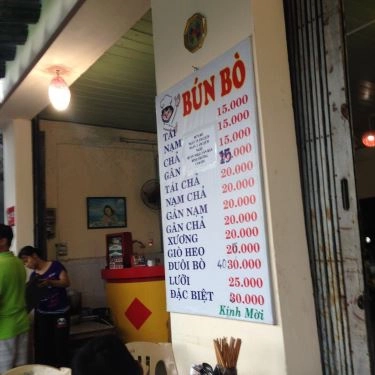 BÚN BÒ
TÁI 15.000
NẠM 15.000
CHẢ 15.000
GÂN 15.000
TÁI CHẢ 20.000
NẠM CHẢ 20.000
GÂN NẠM 20.000
GÂN CHẢ 20.000
XƯƠNG 20.000
GIÒ HEO 20.000
ĐUÔI BÒ 40 30.000
LƯỠI 25.000
ĐẶC BIỆT 30.000
Kính Mời